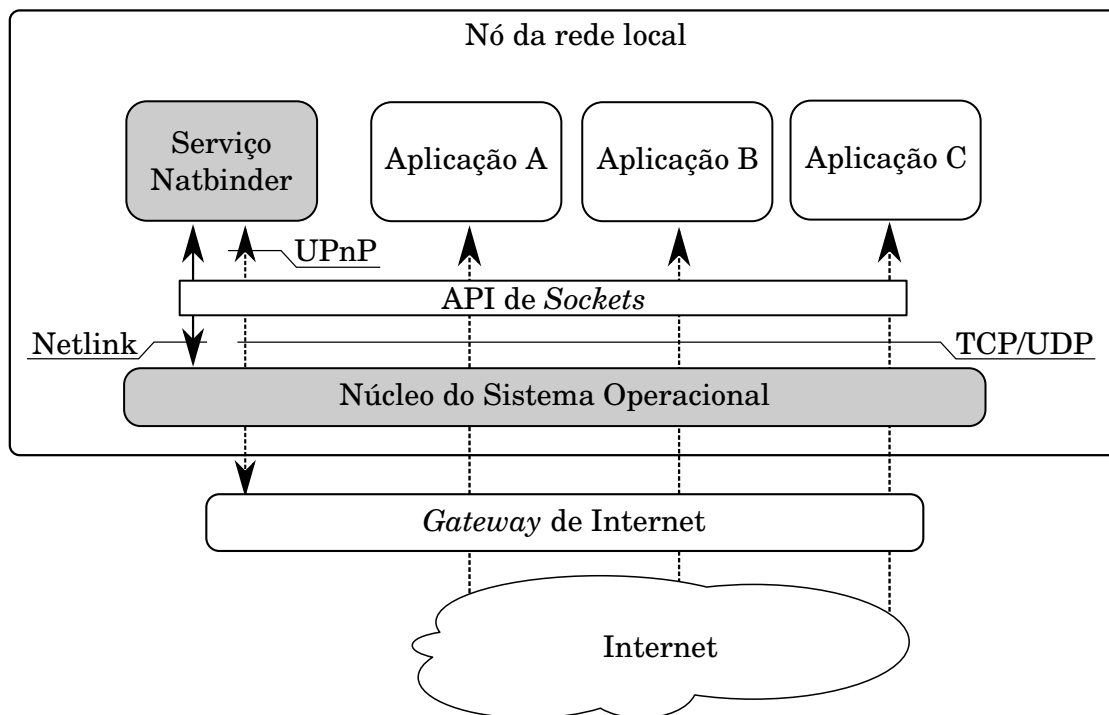 Nó da rede local
Serviço
Natbinder
Aplicação A
Aplicação B
Aplicação C
UPnP
API de Sockets
Netlink
TCP/UDP
Núcleo do Sistema Operacional
Gateway de Internet
Internet